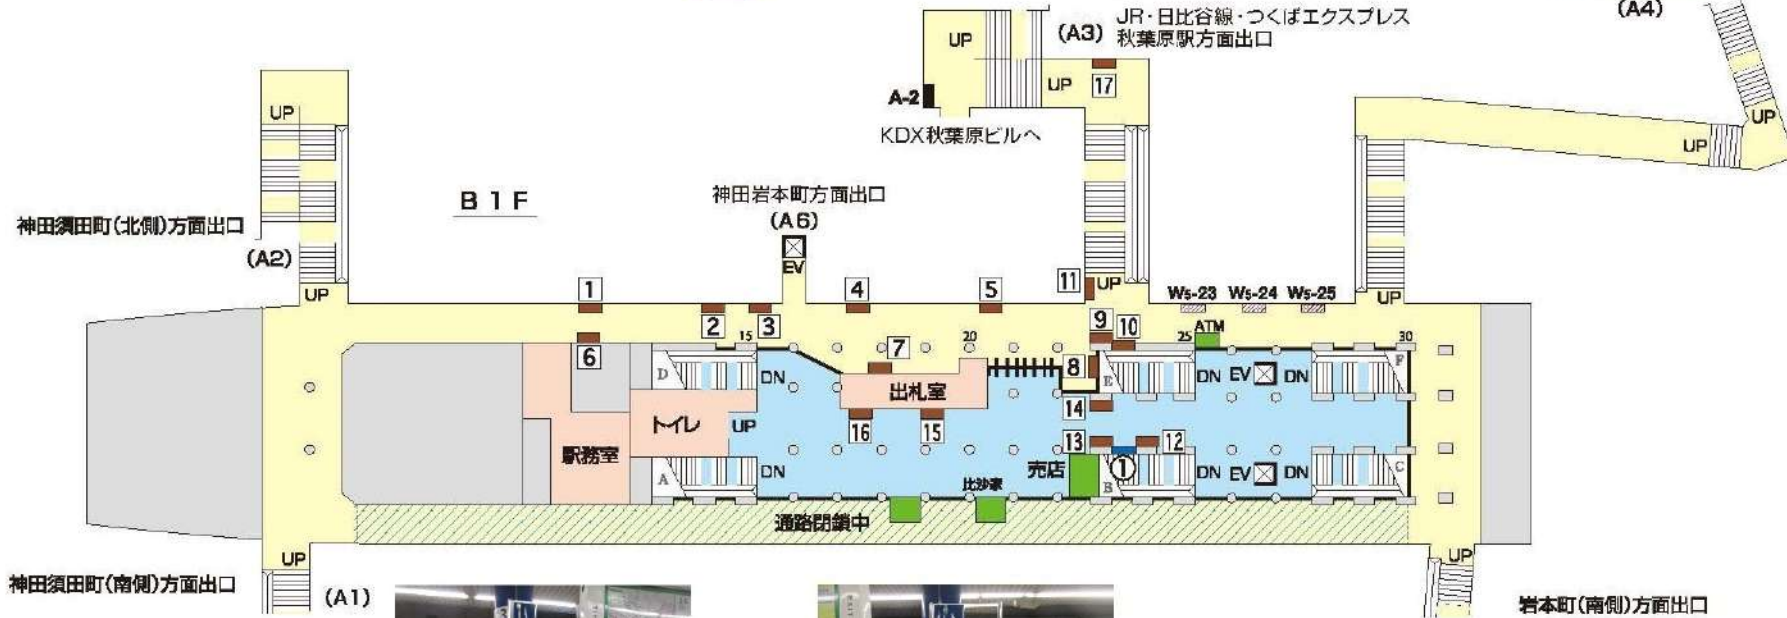 JR・日比谷線・つくばエクスプレス
秋葉原駅方面出口
(A3)
(A4)
UP
UP
17
A-2
KDX秋葉原ビルへ
UP
UP
UP
B1F
神田岩本町方面出口
(A6)
EV
神田須田町(北側)方面出口
(A2)
UP
1
4
5
11
UP
W5-23
W5-24
W5-25
UP
2
15
3
20
9
10
25
ATM
30
6
7
8
D
DN
出札室
E
DN
EV
DN
F
トイレ
UP
16
15
14
駅務室
13
12
売店
①
A
DN
比沙家
B
DN
EV
DN
C
通路閉鎖中
UP
UP
神田須田町(南側)方面出口
(A1)
岩本町(南側)方面出口